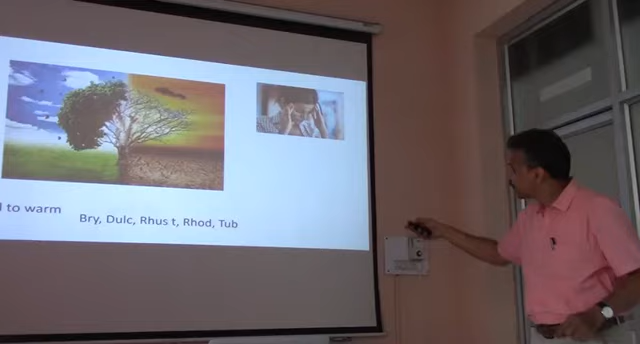 to warm
Bry, Dulc, Rhus t, Rhod, Tub